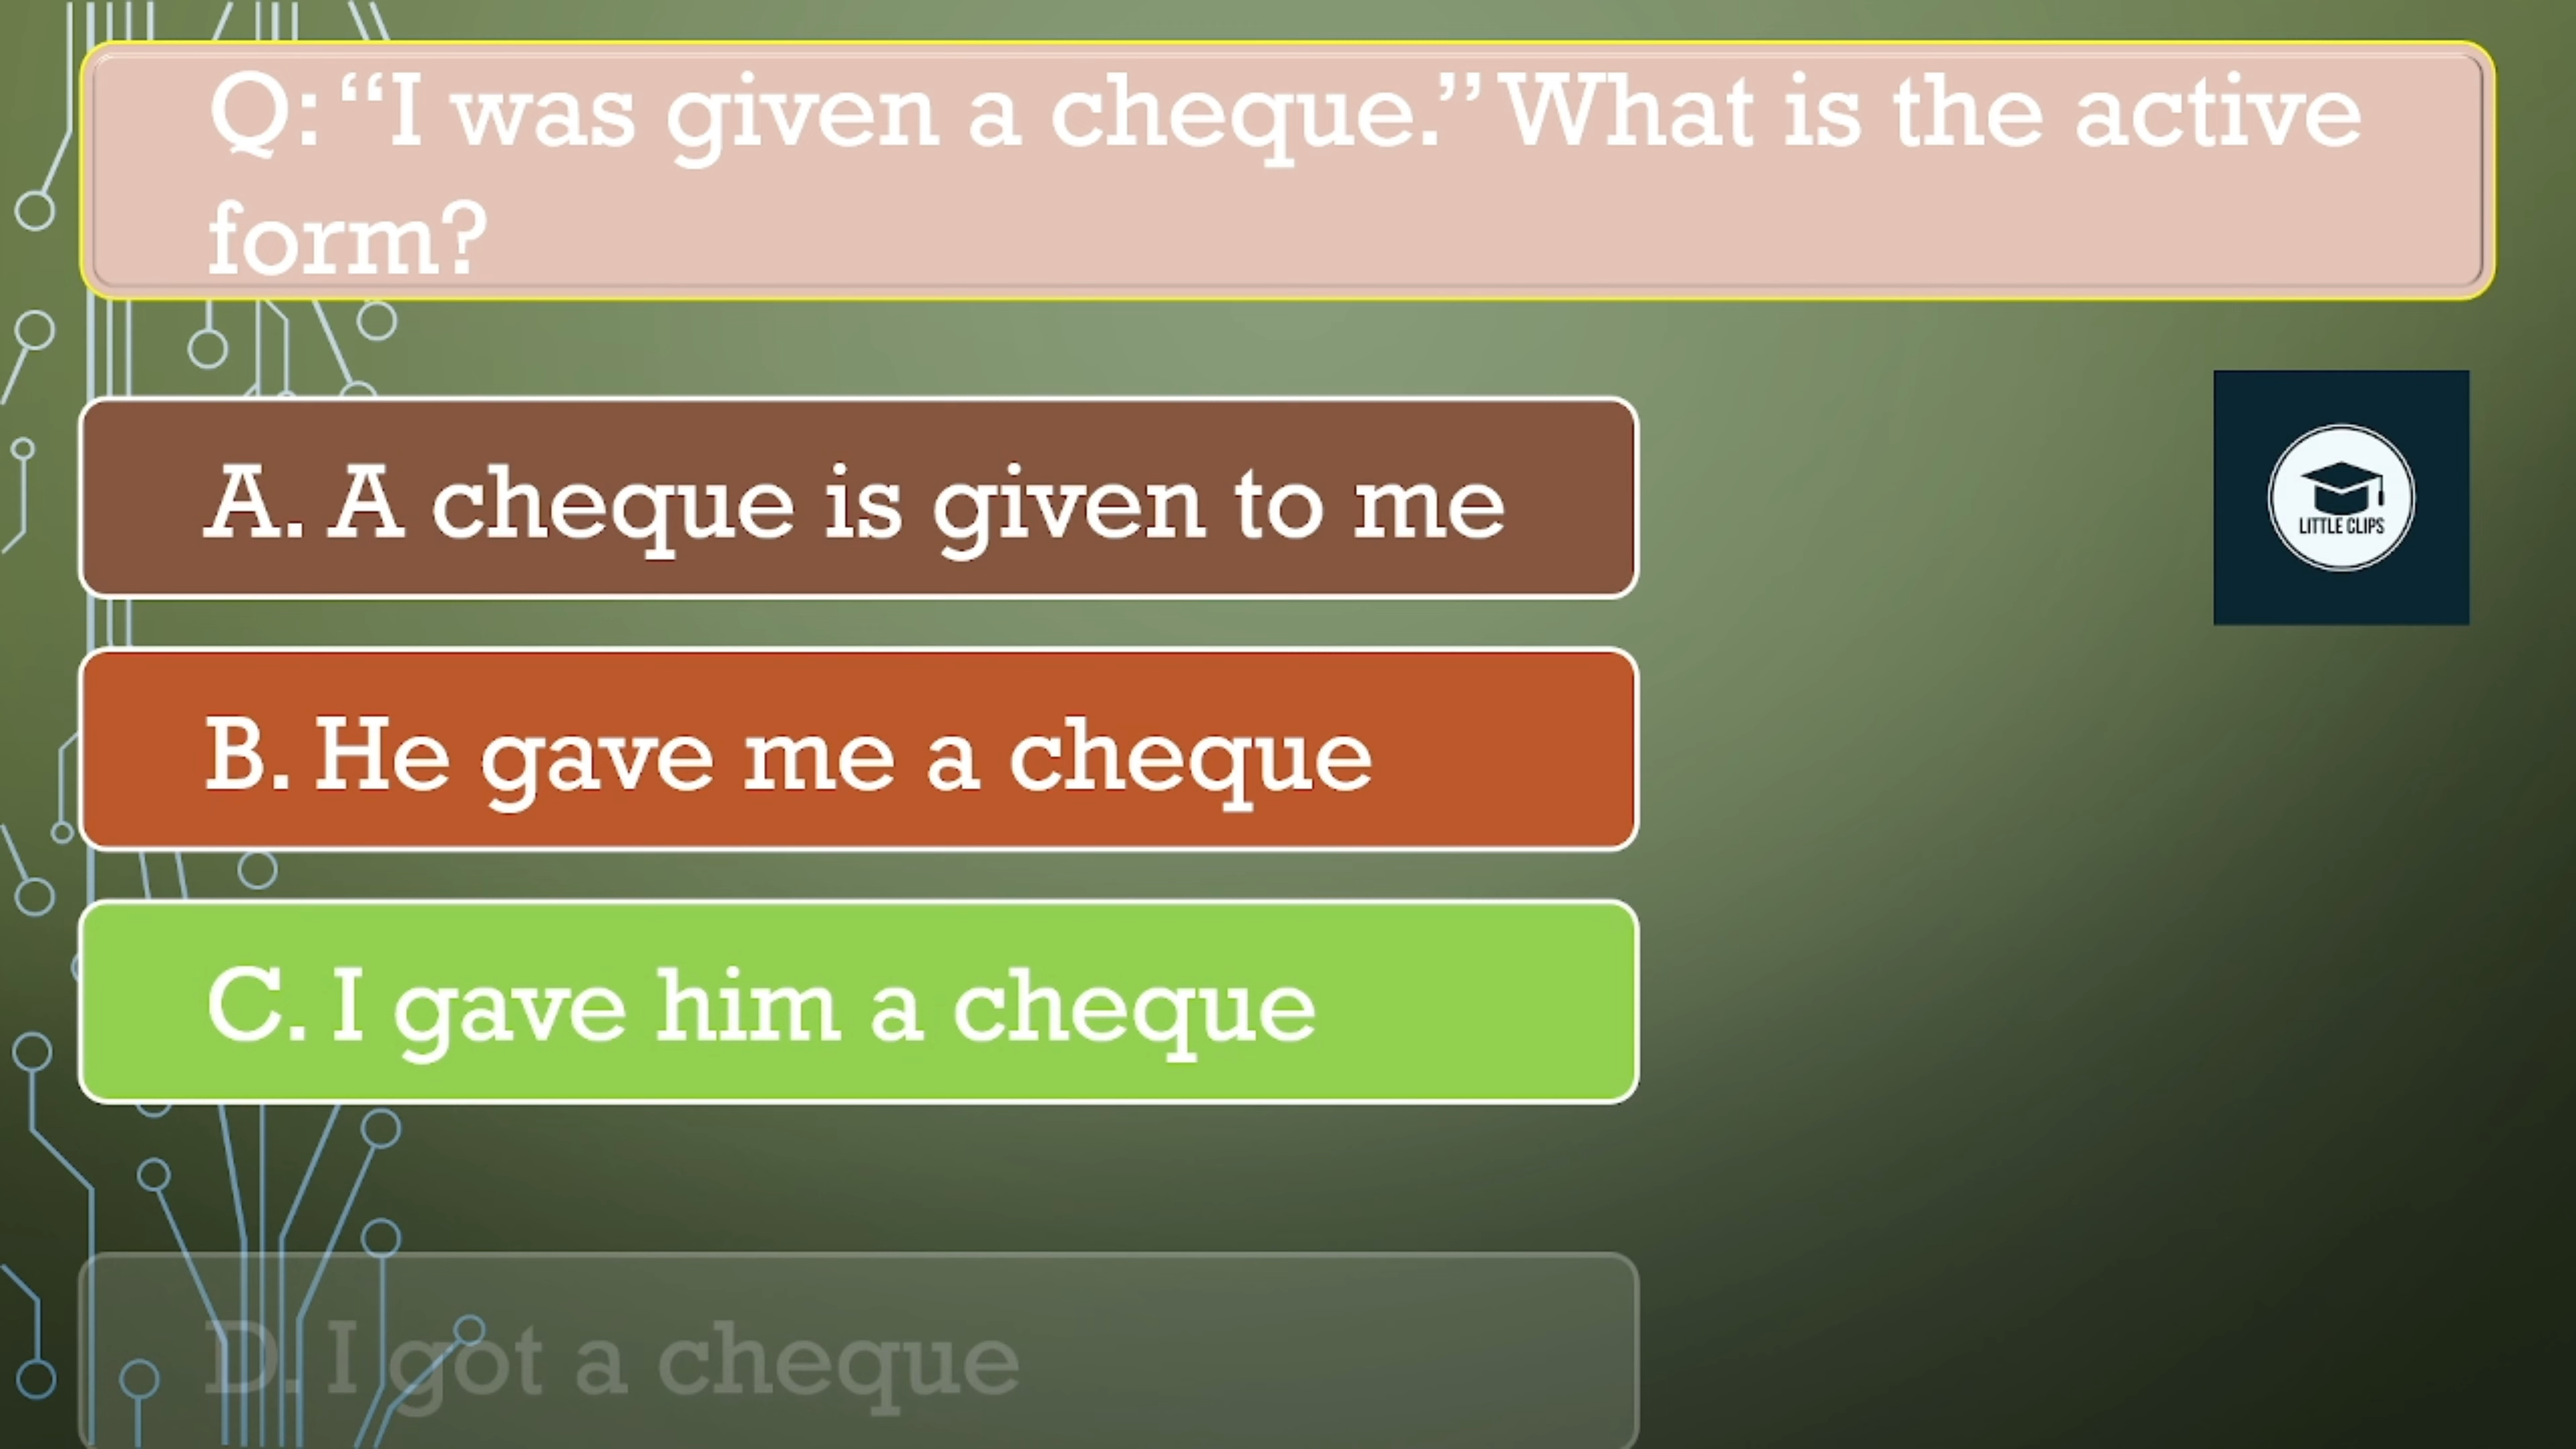 Q: “I was given a cheque.” What is the active
form?
A. A cheque is given to me
LITTLE CLIPS
B. He gave me a cheque
C. I gave him a cheque
D. I got a cheque